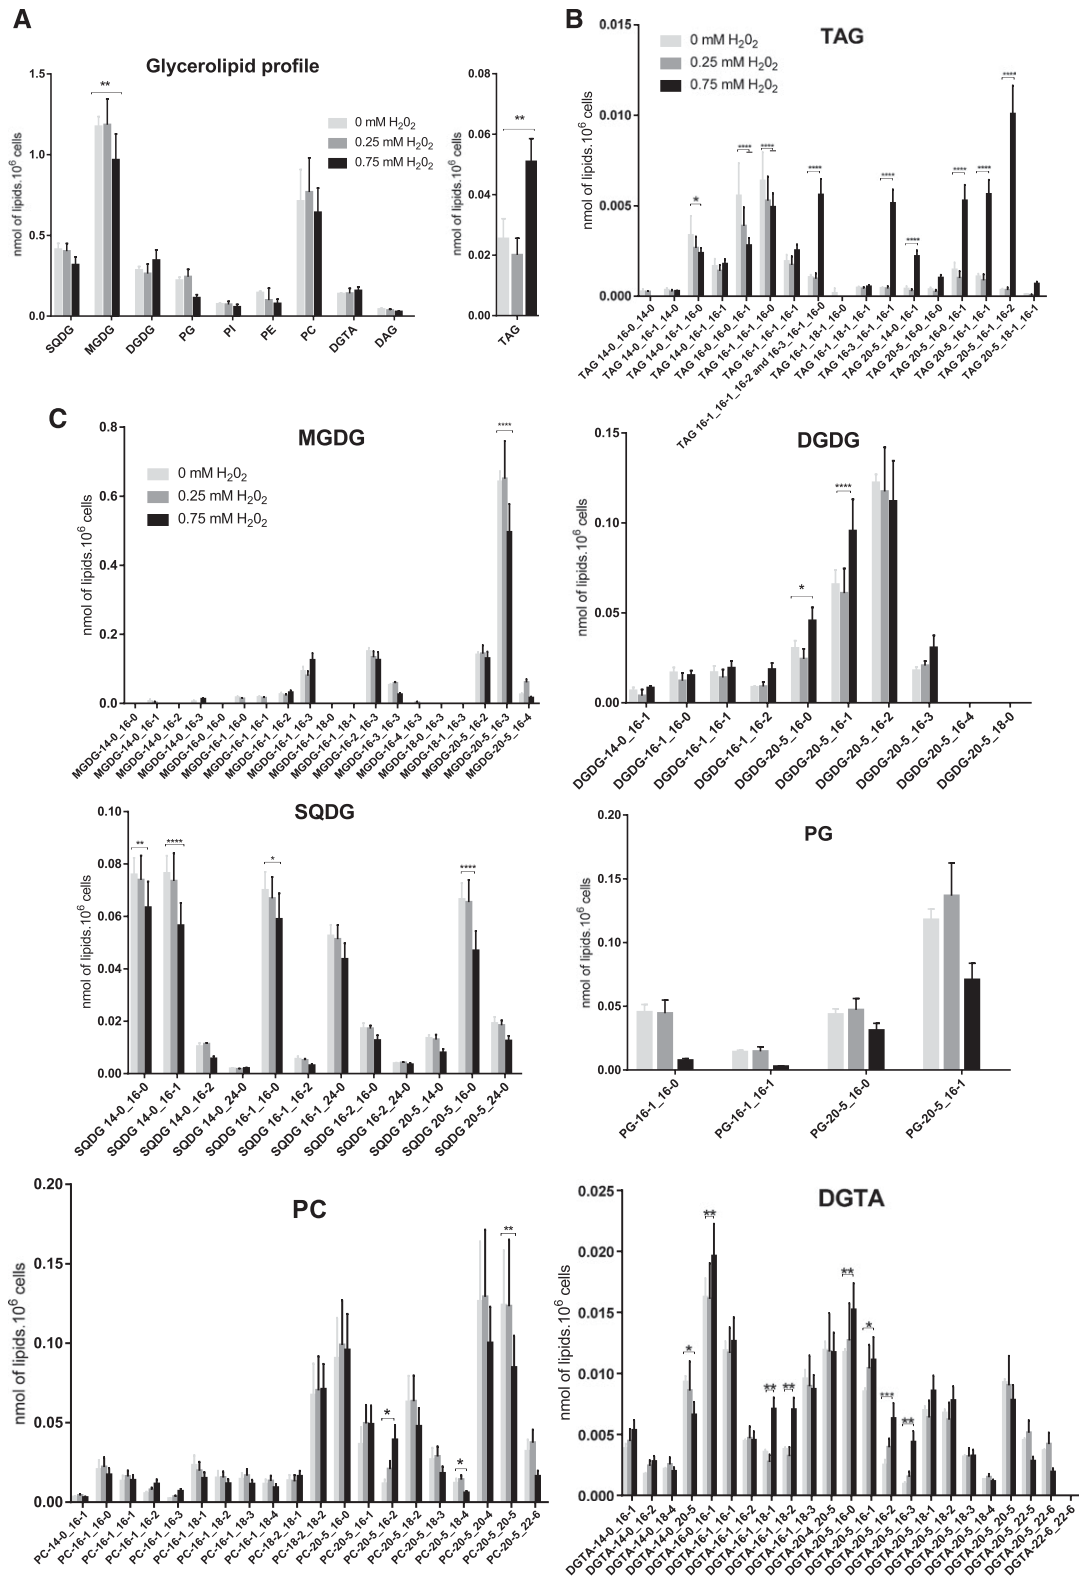 A
Glycerolipid profile
nmol of lipids.10⁶ cells
1.5
1.0
0.5
0.0
**
0 mM H₂0₂
0.25 mM H₂0₂
0.75 mM H₂0₂
SQDG
MGDG
DGDG
PG
PI
PE
PC
DGTA
DAG
nmol of lipids.10⁶ cells
0.08
0.06
0.04
0.02
0.00
**
TAG
B
TAG
nmol of lipids.10⁶ cells
0.015
0.010
0.005
0.000
0 mM H₂0₂
0.25 mM H₂0₂
0.75 mM H₂0₂
*
****
****
****
****
****
****
****
****
TAG 14-0_16-0_14-0
TAG 14-0_16-1_14-0
TAG 14-0_16-1_16-0
TAG 14-0_16-1_16-1
TAG 16-0_16-0_16-1
TAG 16-1_16-1_16-0
TAG 16-1_16-1_16-1
TAG 16-1_16-1_16-2 and 16-3_16-1_16-0
TAG 16-1_18-1_16-0
TAG 16-1_18-1_16-1
TAG 16-3_16-1_16-1
TAG 20-5_14-0_16-1
TAG 20-5_16-0_16-0
TAG 20-5_16-0_16-1
TAG 20-5_16-1_16-1
TAG 20-5_16-1_16-2
TAG 20-5_18-1_16-1
C
MGDG
nmol of lipids.10⁶ cells
0.8
0.6
0.4
0.2
0.0
0 mM H₂0₂
0.25 mM H₂0₂
0.75 mM H₂0₂
****
MGDG-14-0_16-0
MGDG-14-0_16-1
MGDG-14-0_16-2
MGDG-14-0_16-3
MGDG-16-0_16-0
MGDG-16-1_16-0
MGDG-16-1_16-1
MGDG-16-1_16-2
MGDG-16-1_16-3
MGDG-16-1_18-0
MGDG-16-1_18-1
MGDG-16-2_16-3
MGDG-16-3_16-3
MGDG-16-4_16-3
MGDG-18-0_16-3
MGDG-18-1_16-3
MGDG-20-5_16-2
MGDG-20-5_16-3
MGDG-20-5_16-4
DGDG
nmol of lipids.10⁶ cells
0.15
0.10
0.05
0.00
*
****
DGDG-14-0_16-1
DGDG-16-1_16-0
DGDG-16-1_16-1
DGDG-16-1_16-2
DGDG-20-5_16-0
DGDG-20-5_16-1
DGDG-20-5_16-2
DGDG-20-5_16-3
DGDG-20-5_16-4
DGDG-20-5_18-0
SQDG
nmol of lipids.10⁶ cells
0.10
0.08
0.06
0.04
0.02
0.00
**
****
*
****
SQDG 14-0_16-0
SQDG 14-0_16-1
SQDG 14-0_16-2
SQDG 14-0_24-0
SQDG 16-1_16-0
SQDG 16-1_16-2
SQDG 16-1_24-0
SQDG 16-2_16-0
SQDG 16-2_24-0
SQDG 20-5_14-0
SQDG 20-5_16-0
SQDG 20-5_24-0
PG
nmol of lipids.10⁶ cells
0.20
0.15
0.10
0.05
0.00
PG-16-1_16-0
PG-16-1_16-1
PG-20-5_16-0
PG-20-5_16-1
PC
nmol of lipids.10⁶ cells
0.20
0.15
0.10
0.05
0.00
*
*
**
PC-14-0_16-1
PC-16-1_16-0
PC-16-1_16-1
PC-16-1_16-2
PC-16-1_16-3
PC-16-1_18-1
PC-16-1_18-2
PC-16-1_18-3
PC-16-1_18-4
PC-18-2_18-1
PC-18-2_18-2
PC-20-5_16-0
PC-20-5_16-1
PC-20-5_16-2
PC-20-5_18-2
PC-20-5_18-3
PC-20-5_18-4
PC-20-5_20-4
PC-20-5_20-5
PC-20-5_22-6
DGTA
nmol of lipids.10⁶ cells
0.025
0.020
0.015
0.010
0.005
0.000
*
**
**
**
**
*
***
**
DGTA-14-0_16-1
DGTA-14-0_16-2
DGTA-14-0_18-4
DGTA-14-0_20-5
DGTA-16-0_16-1
DGTA-16-1_16-1
DGTA-16-1_16-2
DGTA-16-1_18-1
DGTA-16-1_18-2
DGTA-16-1_18-3
DGTA-20-4_20-5
DGTA-20-5_16-0
DGTA-20-5_16-1
DGTA-20-5_16-2
DGTA-20-5_16-3
DGTA-20-5_18-1
DGTA-20-5_18-2
DGTA-20-5_18-3
DGTA-20-5_18-4
DGTA-20-5_20-5
DGTA-20-5_22-5
DGTA-20-5_22-6
DGTA-22-6_22-6